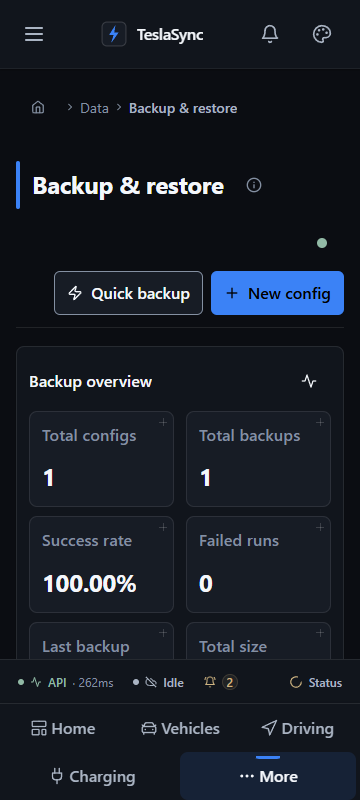 TeslaSync
Data Backup & restore
Backup & restore
Quick backup New config
Backup overview
Total configs Total backups
1 1
Success rate Failed runs
100.00% 0
Last backup Total size
API · 262ms Idle 2 Status
Home Vehicles Driving
Charging More